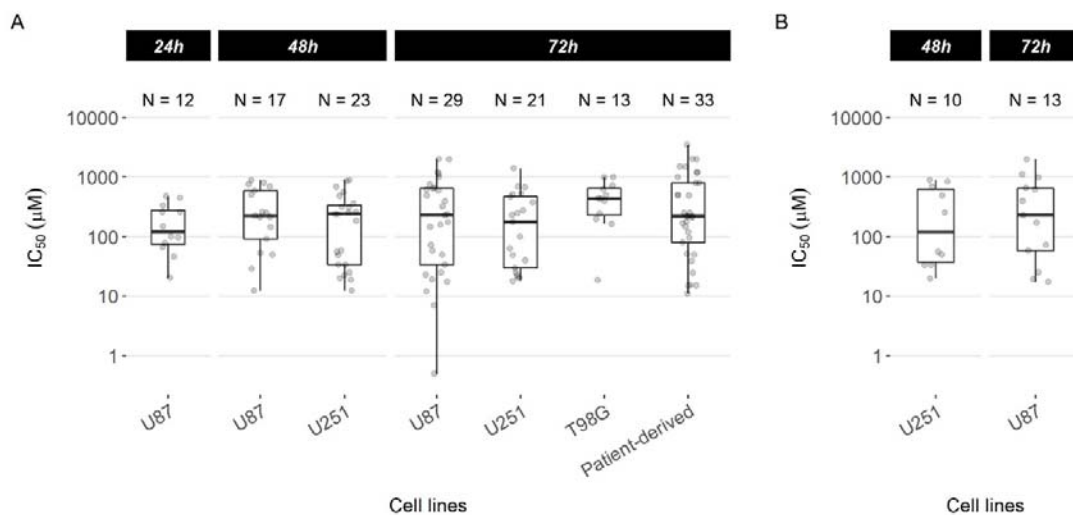 A
24h
48h
72h
N = 12
N = 17
N = 23
N = 29
N = 21
N = 13
N = 33
10000
1000
100
10
1
IC50 (μM)
U87
U87
U251
U87
U251
T98G
Patient-derived
Cell lines
B
48h
72h
N = 10
N = 13
10000
1000
100
10
1
IC50 (μM)
U251
U87
Cell lines